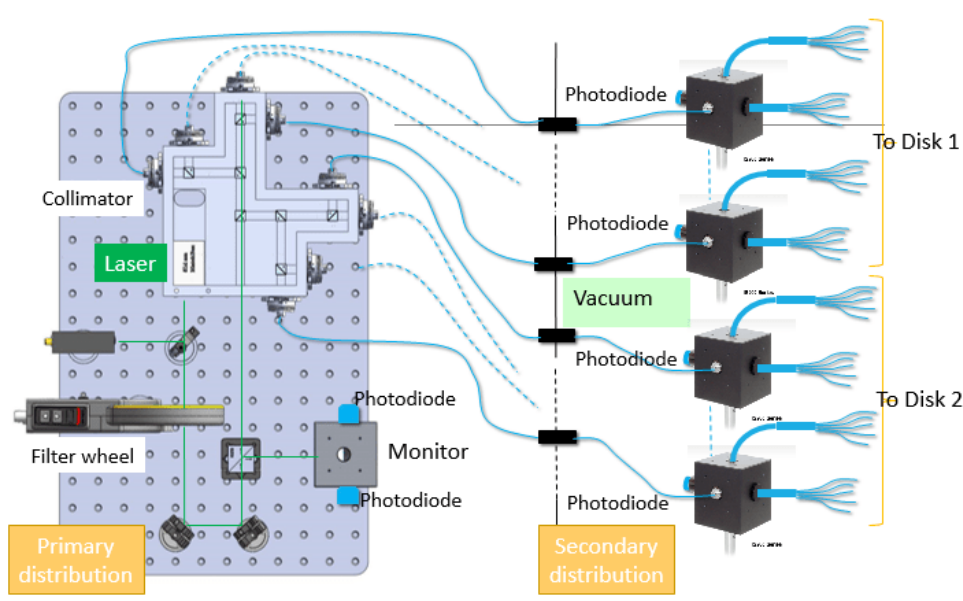 Photodiode
To Disk 1
Collimator
Photodiode
Laser
Vacuum
Photodiode
Photodiode
To Disk 2
Filter wheel
Monitor
Photodiode
Photodiode
Primary
distribution
Secondary
distribution